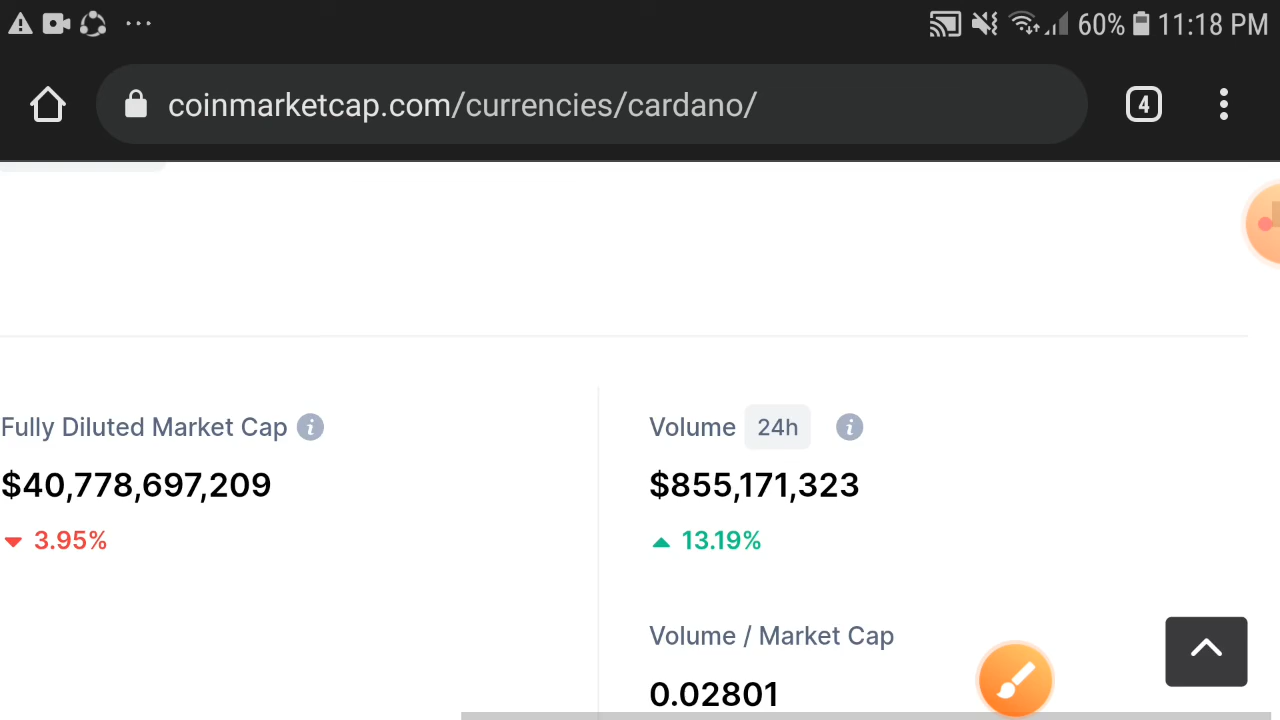 60% 11:18 PM
coinmarketcap.com/currencies/cardano/
4
Fully Diluted Market Cap i
$40,778,697,209
3.95%
Volume 24h i
$855,171,323
13.19%
Volume / Market Cap
0.02801